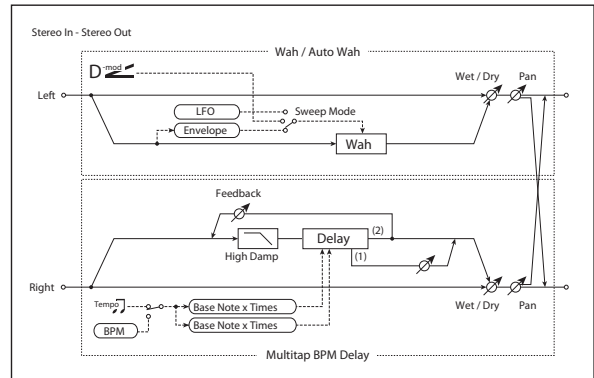 Stereo In - Stereo Out
Wah / Auto Wah
D-mod
Wet / Dry
Pan
Left
LFO
Sweep Mode
Envelope
Wah
Feedback
High Damp
Delay
(2)
(1)
Right
Tempo
BPM
Base Note x Times
Base Note x Times
Wet / Dry
Pan
Multitap BPM Delay